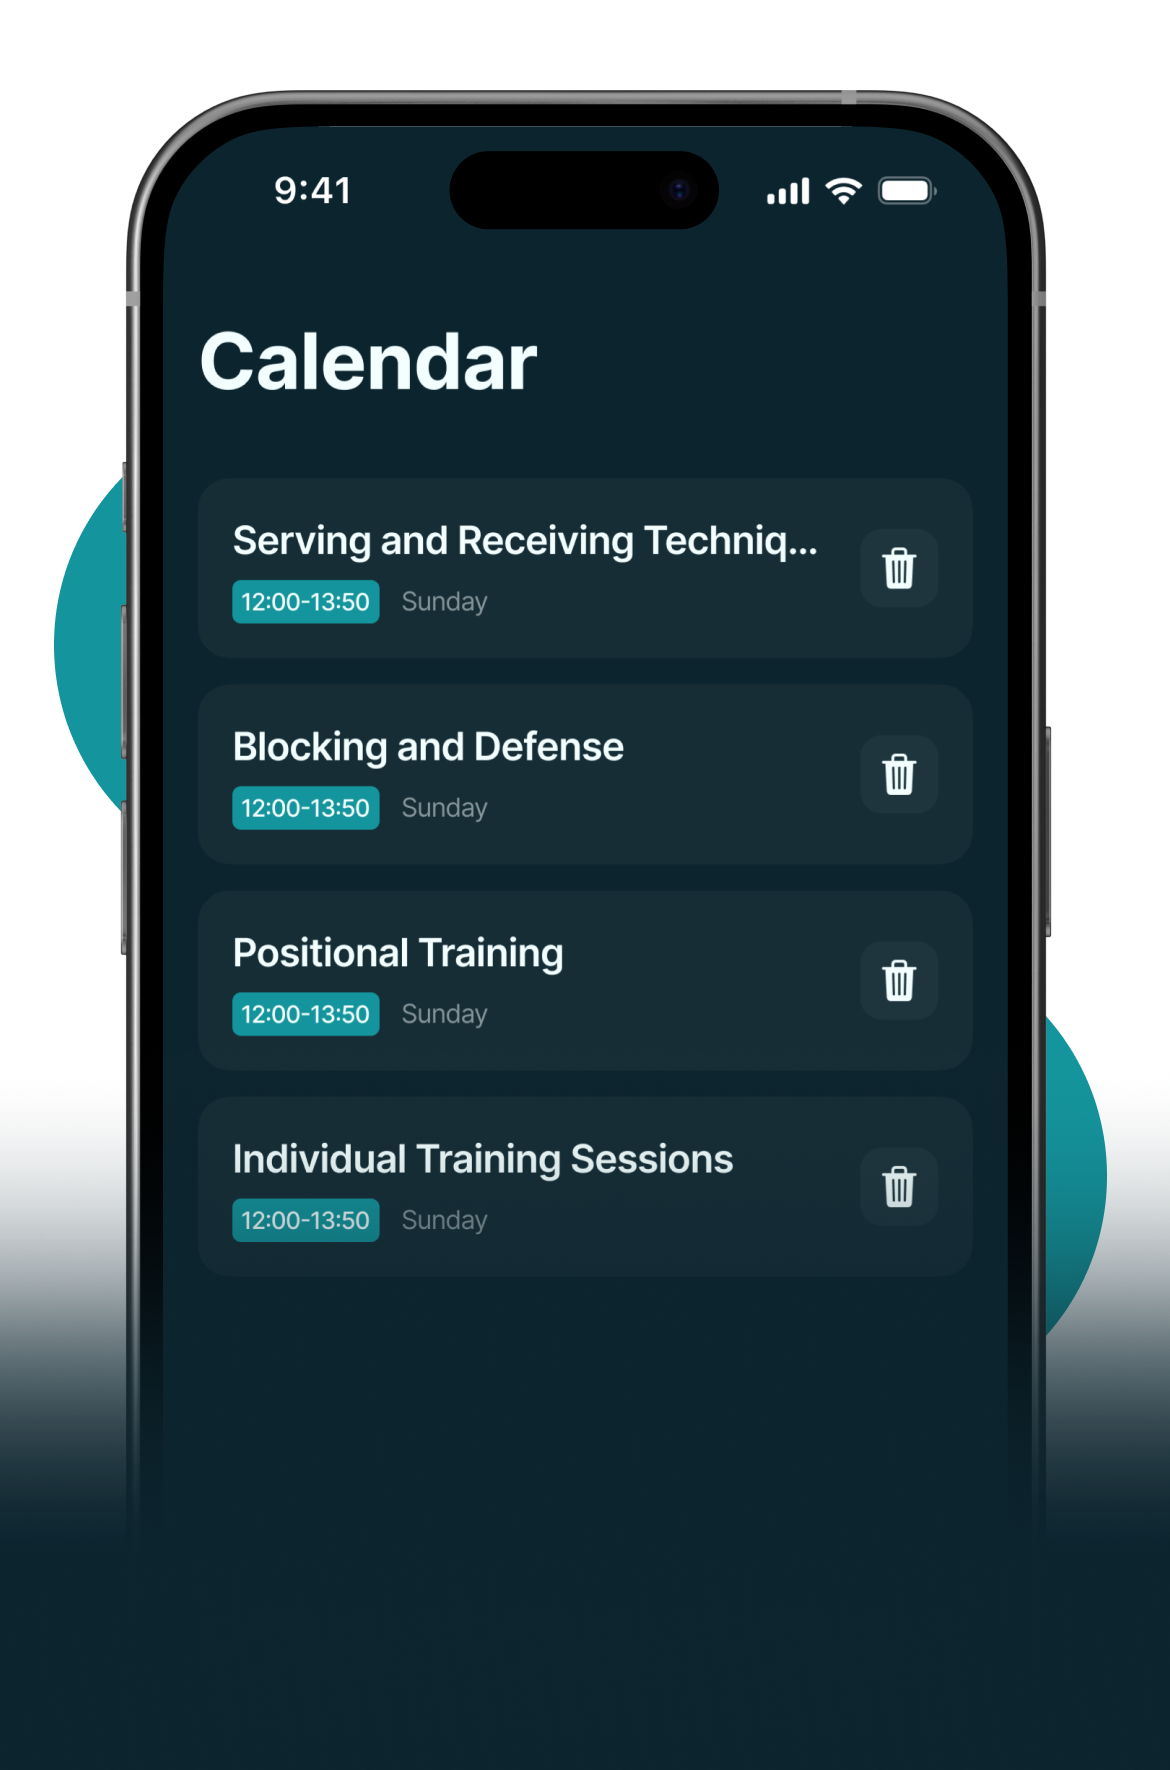 9:41
Calendar
Serving and Receiving Techniq...
12:00-13:50 Sunday
Blocking and Defense
12:00-13:50 Sunday
Positional Training
12:00-13:50 Sunday
Individual Training Sessions
12:00-13:50 Sunday